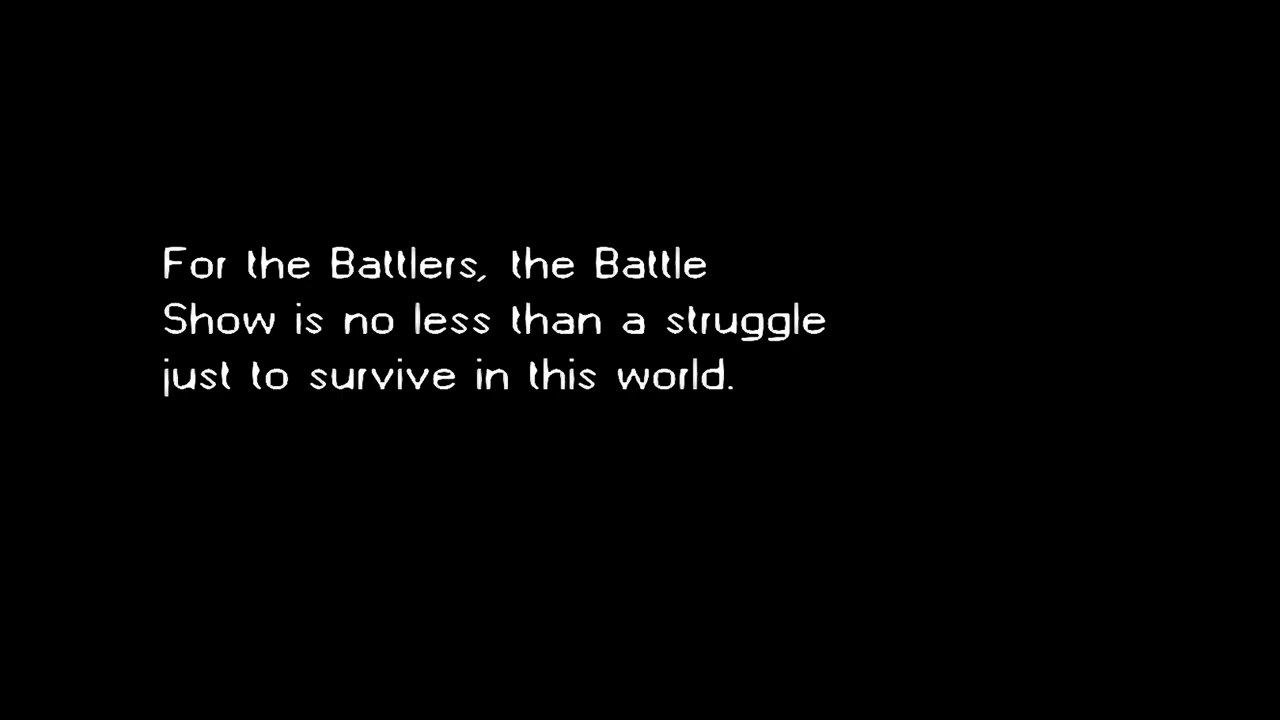 For the Battlers, the Battle
Show is no less than a struggle
just to survive in this world.